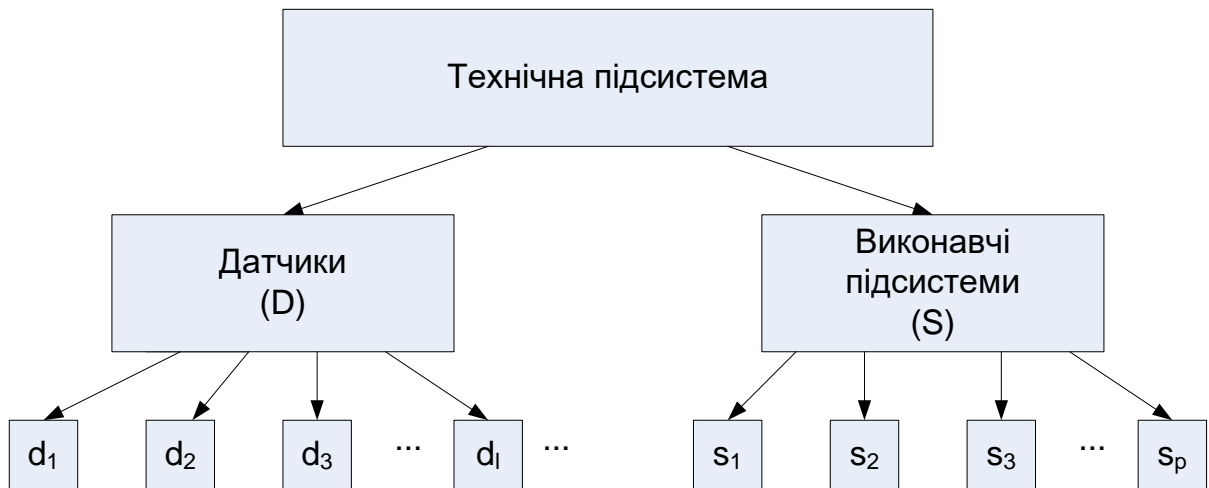 Технічна підсистема
Датчики
(D)
Виконавчі
підсистеми
(S)
d₁ d₂ d₃ ... dₗ ... s₁ s₂ s₃ ... sₚ